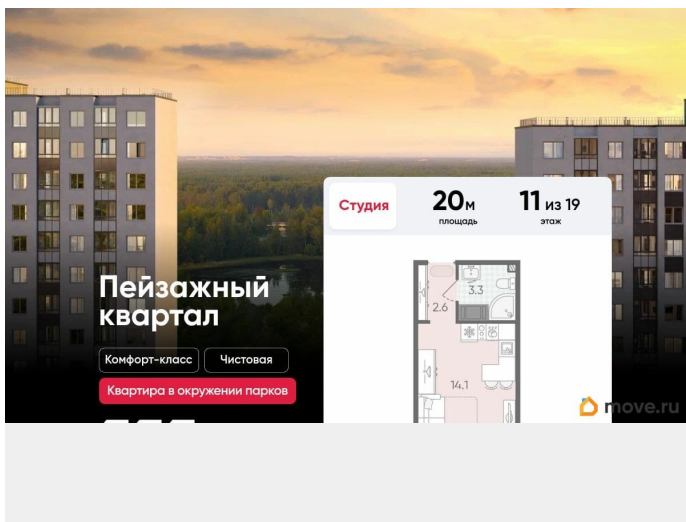 Студия
20м
площадь
11 из 19
этаж
Пейзажный
квартал
3.3
2.6
14.1
Комфорт-класс
Чистовая
Квартира в окружении парков
move.ru